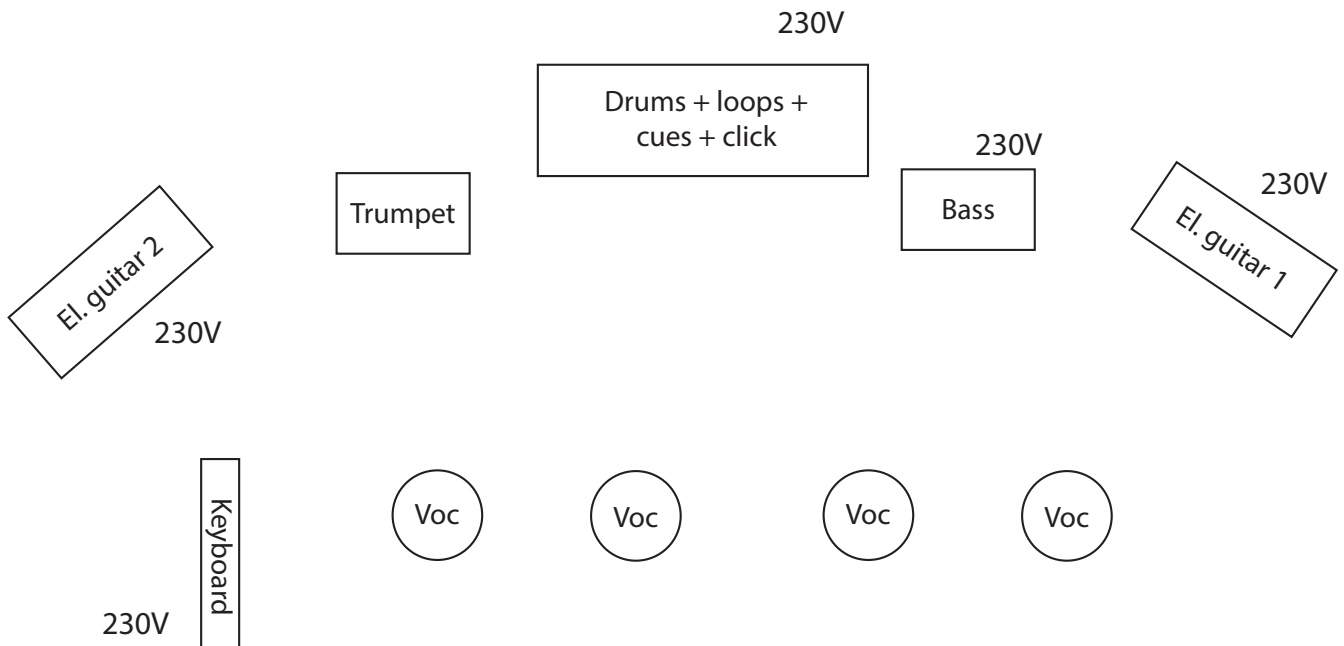 230V
Drums + loops +
cues + click
230V
230V
Trumpet
Bass
El. guitar 1
El. guitar 2
230V
Keyboard
Voc
Voc
Voc
Voc
230V